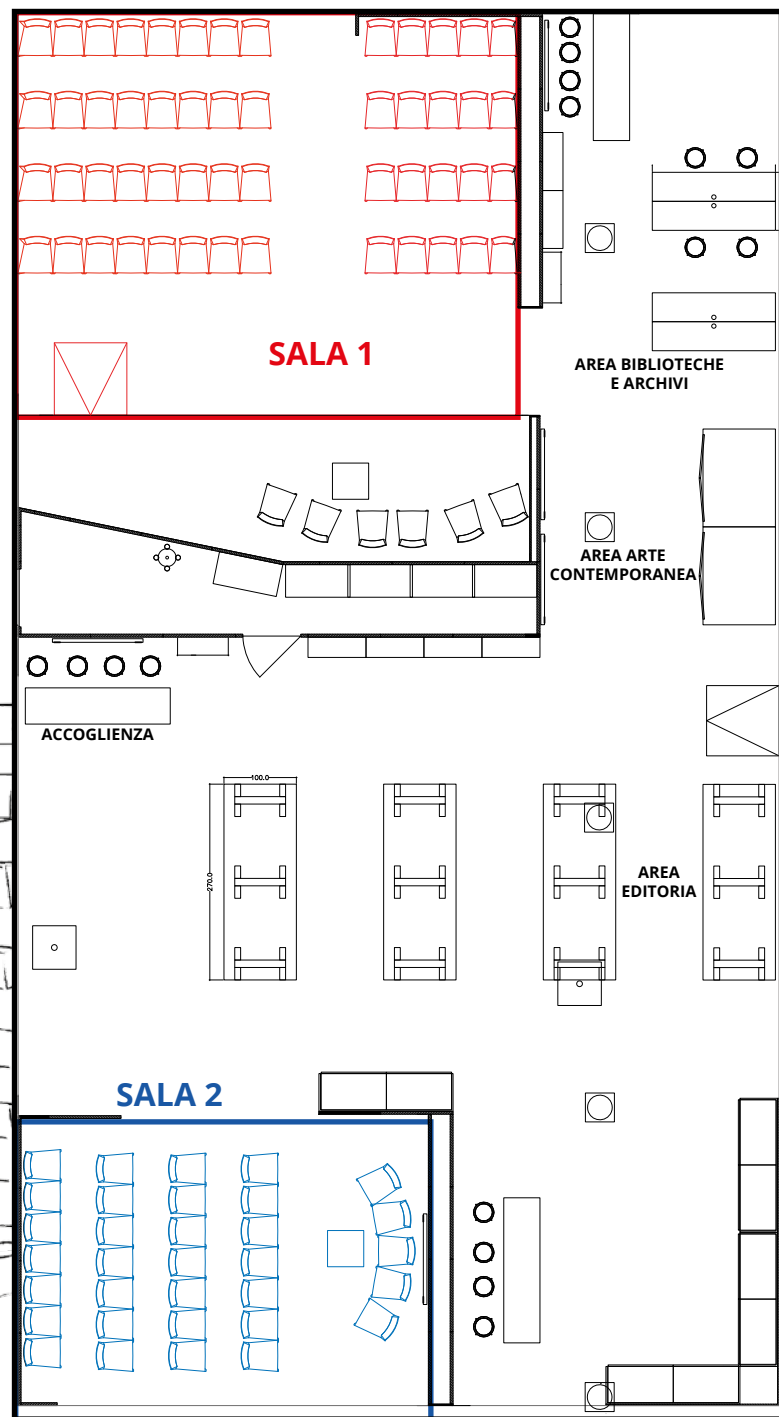 SALA 1
AREA BIBLIOTECHE
E ARCHIVI
AREA ARTE
CONTEMPORANEA
ACCOGLIENZA
100.0
270.0
AREA
EDITORIA
SALA 2